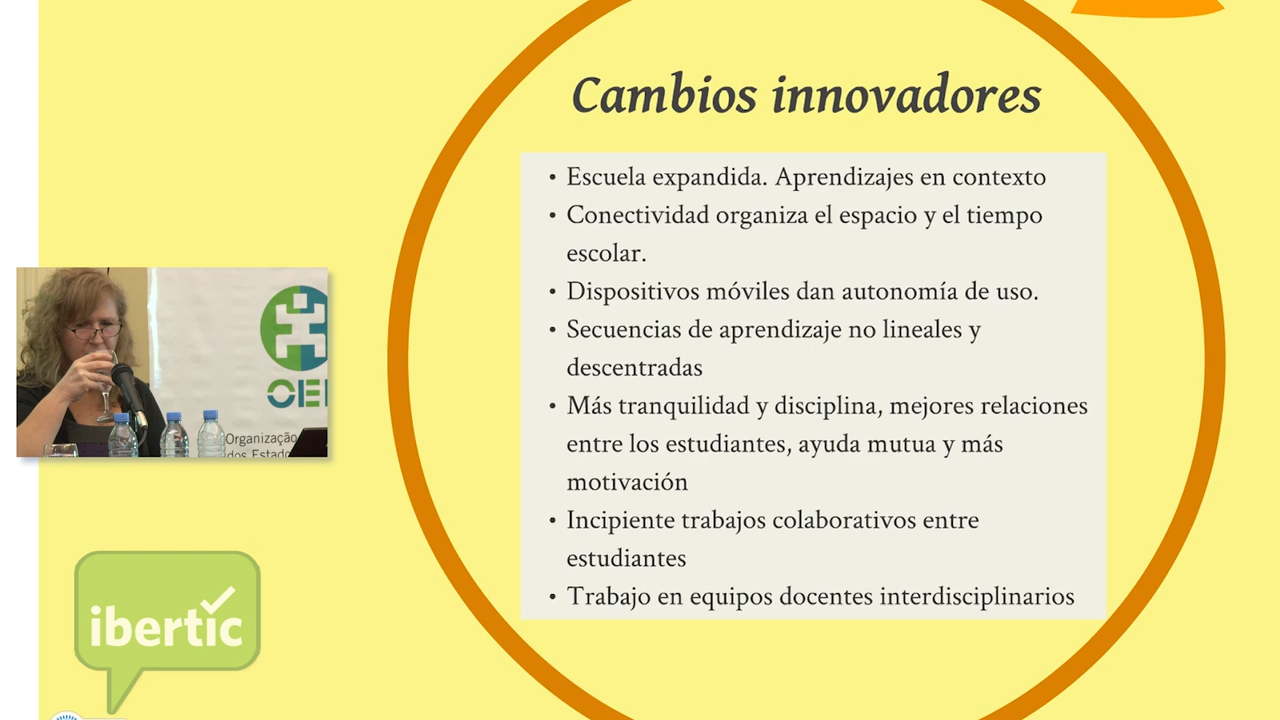 Cambios innovadores
• Escuela expandida. Aprendizajes en contexto
• Conectividad organiza el espacio y el tiempo
escolar.
• Dispositivos móviles dan autonomía de uso.
• Secuencias de aprendizaje no lineales y
descentradas
• Más tranquilidad y disciplina, mejores relaciones
entre los estudiantes, ayuda mutua y más
motivación
• Incipiente trabajos colaborativos entre
estudiantes
• Trabajo en equipos docentes interdisciplinarios
OEI
Organização
dos Estado
ibertic